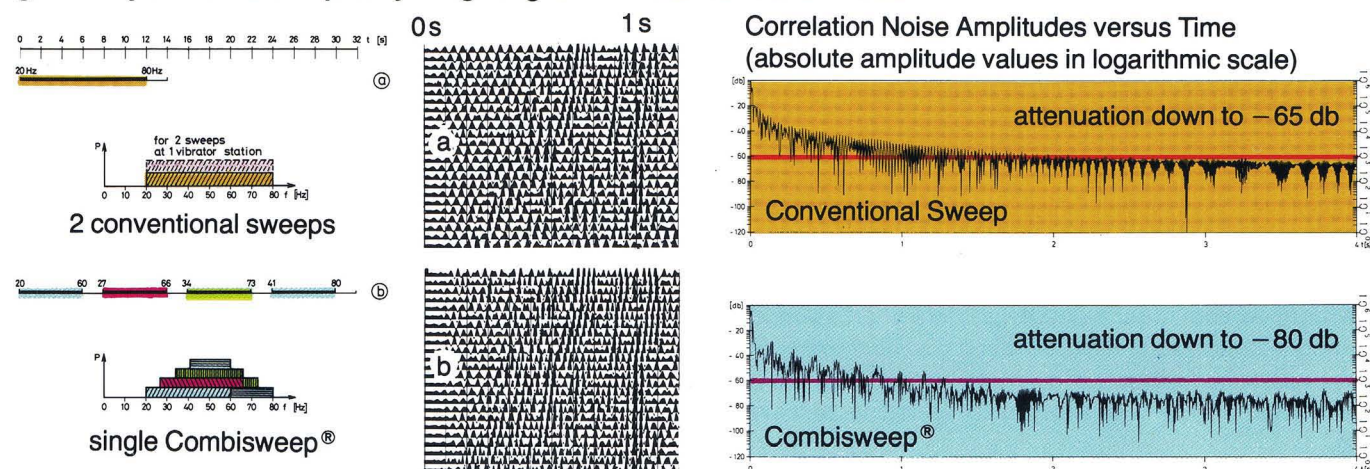 0 2 4 6 8 10 12 14 16 18 20 22 24 26 28 30 32 t [s]
20Hz 80Hz
a
P
for 2 sweeps
at 1 vibrator station
0 10 20 30 40 50 60 70 80 f [Hz]
2 conventional sweeps
20 60 27 66 34 73 41 80
b
P
0 10 20 30 40 50 60 70 80 f [Hz]
single Combisweep®
0s 1s
a
b
Correlation Noise Amplitudes versus Time
(absolute amplitude values in logarithmic scale)
[db]
attenuation down to -65 db
- 20
- 40
- 60
- 80
- 100
- 120
Conventional Sweep
0 1 2 3 4 t[s]
[db]
attenuation down to -80 db
- 20
- 40
- 60
- 80
- 100
- 120
Combisweep®
0 1 2 3